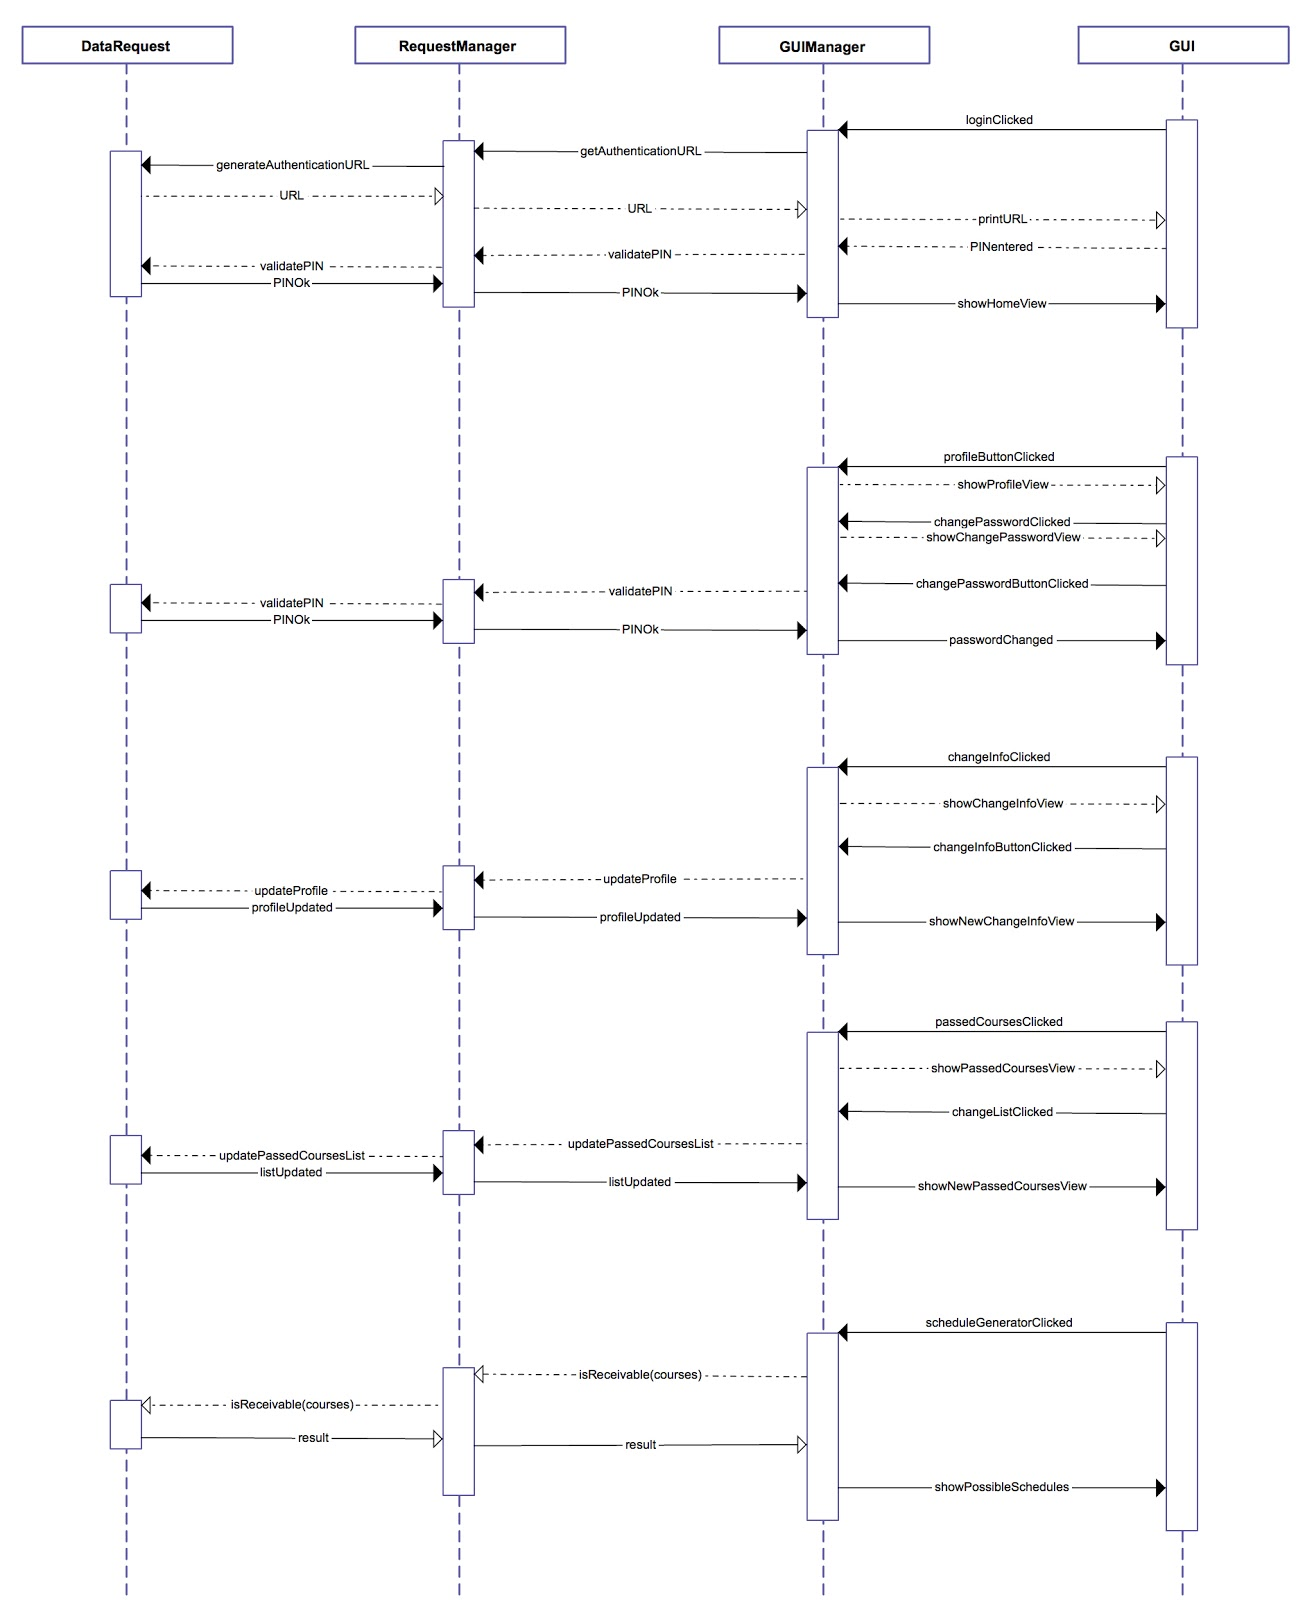 DataRequest
RequestManager
GUIManager
GUI
loginClicked
getAuthenticationURL
generateAuthenticationURL
URL
URL
printURL
PINentered
validatePIN
validatePIN
PINOk
PINOk
showHomeView
profileButtonClicked
showProfileView
changePasswordClicked
showChangePasswordView
changePasswordButtonClicked
validatePIN
validatePIN
PINOk
PINOk
passwordChanged
changeInfoClicked
showChangeInfoView
changeInfoButtonClicked
updateProfile
updateProfile
profileUpdated
profileUpdated
showNewChangeInfoView
passedCoursesClicked
showPassedCoursesView
changeListClicked
updatePassedCoursesList
updatePassedCoursesList
listUpdated
listUpdated
showNewPassedCoursesView
scheduleGeneratorClicked
isReceivable(courses)
isReceivable(courses)
result
result
showPossibleSchedules